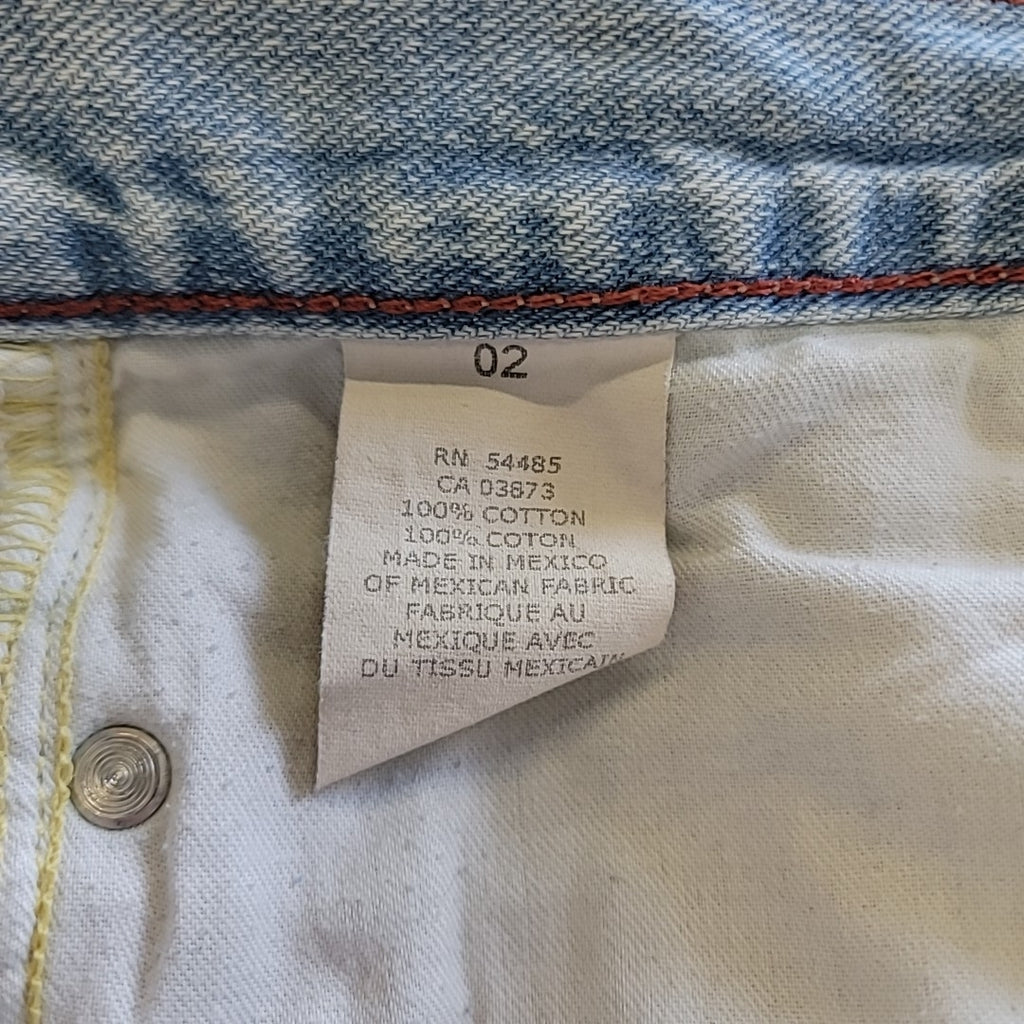 02
RN 54485
CA 03873
100% COTTON
100% COTON
MADE IN MEXICO
OF MEXICAN FABRIC
FABRIQUE AU
MEXIQUE AVEC
DU TISSU MEXICAIN